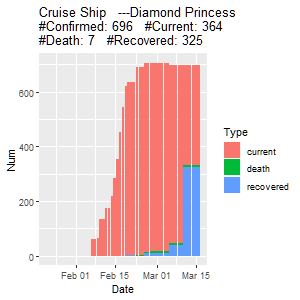 Cruise Ship ---Diamond Princess
#Confirmed: 696 #Current: 364
#Death: 7 #Recovered: 325
Num
600
400
200
0
Feb 01 Feb 15 Mar 01 Mar 15
Date
Type
current
death
recovered